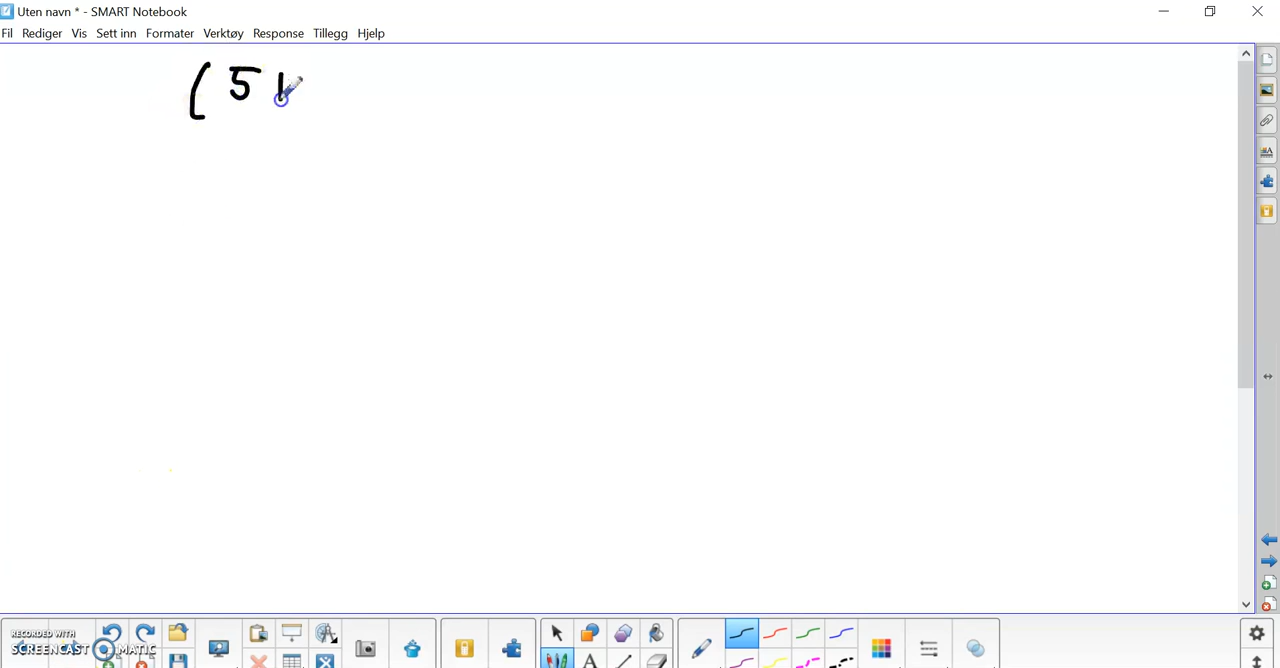 Uten navn * - SMART Notebook
Fil Rediger Vis Sett inn Formater Verktøy Response Tillegg Hjelp
( 5
RECORDED WITH
SCREENCAST MATIC
A